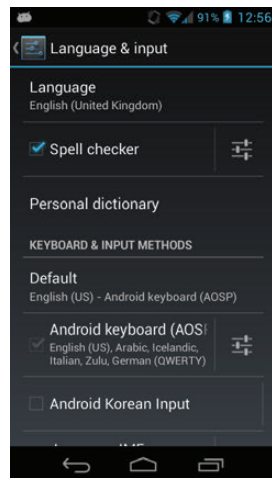 91% 12:56
Language & input
Language
English (United Kingdom)
Spell checker
Personal dictionary
KEYBOARD & INPUT METHODS
Default
English (US) - Android keyboard (AOSP)
Android keyboard (AOS
English (US), Arabic, Icelandic,
Italian, Zulu, German (QWERTY)
Android Korean Input